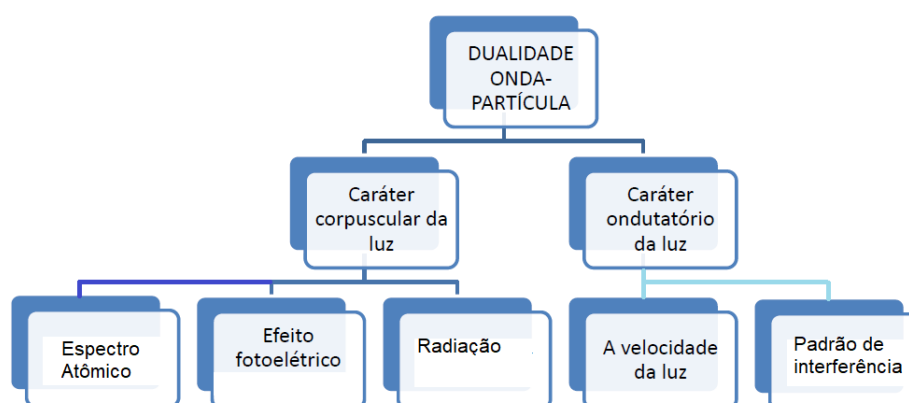 DUALIDADE
ONDA-
PARTÍCULA
Caráter
corpuscular da
luz
Caráter
ondutatório
da luz
Espectro
Atômico
Efeito
fotoelétrico
Radiação
A velocidade
da luz
Padrão de
interferência